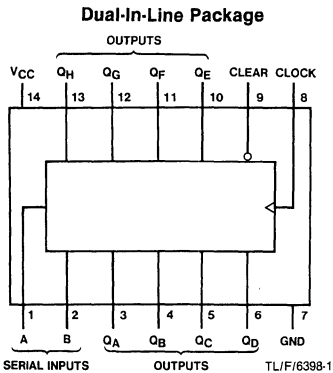 Dual-In-Line Package
OUTPUTS
VCC QH QG QF QE CLEAR CLOCK
14 13 12 11 10 9 8
1 2 3 4 5 6 7
A B QA QB QC QD GND
SERIAL INPUTS OUTPUTS TL/F/6398-1